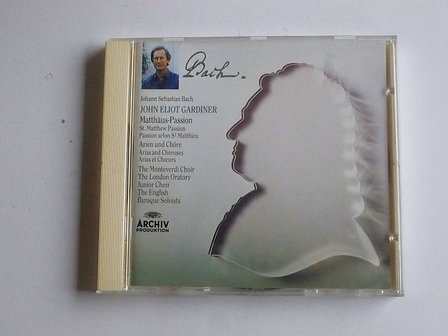 Bach.
Johann Sebastian Bach
JOHN ELIOT GARDINER
Matthäus-Passion
St. Matthew Passion
Passion selon St Matthieu
Arien und Chöre
Arias and Choruses
Arias et Chœurs
The Monteverdi Choir
The London Oratory
Junior Choir
The English
Baroque Soloists
ARCHIV
PRODUKTION